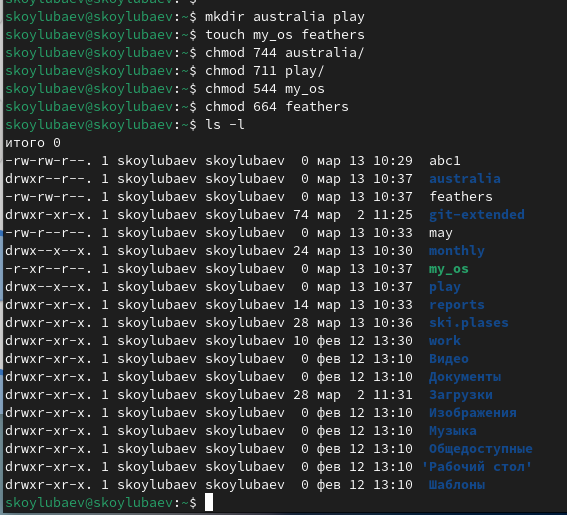 skoylubaev@skoylubaev:~$ mkdir australia play
skoylubaev@skoylubaev:~$ touch my_os feathers
skoylubaev@skoylubaev:~$ chmod 744 australia/
skoylubaev@skoylubaev:~$ chmod 711 play/
skoylubaev@skoylubaev:~$ chmod 544 my_os
skoylubaev@skoylubaev:~$ chmod 664 feathers
skoylubaev@skoylubaev:~$ ls -l
итого 0
-rw-rw-r--. 1 skoylubaev skoylubaev  0 мар 13 10:29  abc1
drwxr--r--. 1 skoylubaev skoylubaev  0 мар 13 10:37  australia
-rw-rw-r--. 1 skoylubaev skoylubaev  0 мар 13 10:37  feathers
drwxr-xr-x. 1 skoylubaev skoylubaev 74 мар  2 11:25  git-extended
-rw-r--r--. 1 skoylubaev skoylubaev  0 мар 13 10:33  may
drwx--x--x. 1 skoylubaev skoylubaev 24 мар 13 10:30  monthly
-r-xr--r--. 1 skoylubaev skoylubaev  0 мар 13 10:37  my_os
drwx--x--x. 1 skoylubaev skoylubaev  0 мар 13 10:37  play
drwxr-xr-x. 1 skoylubaev skoylubaev 14 мар 13 10:33  reports
drwxr-xr-x. 1 skoylubaev skoylubaev 28 мар 13 10:36  ski.plases
drwxr-xr-x. 1 skoylubaev skoylubaev 10 фев 12 13:30  work
drwxr-xr-x. 1 skoylubaev skoylubaev  0 фев 12 13:10  Видео
drwxr-xr-x. 1 skoylubaev skoylubaev  0 фев 12 13:10  Документы
drwxr-xr-x. 1 skoylubaev skoylubaev 28 мар  2 11:31  Загрузки
drwxr-xr-x. 1 skoylubaev skoylubaev  0 фев 12 13:10  Изображения
drwxr-xr-x. 1 skoylubaev skoylubaev  0 фев 12 13:10  Музыка
drwxr-xr-x. 1 skoylubaev skoylubaev  0 фев 12 13:10  Общедоступные
drwxr-xr-x. 1 skoylubaev skoylubaev  0 фев 12 13:10 'Рабочий стол'
drwxr-xr-x. 1 skoylubaev skoylubaev  0 фев 12 13:10  Шаблоны
skoylubaev@skoylubaev:~$